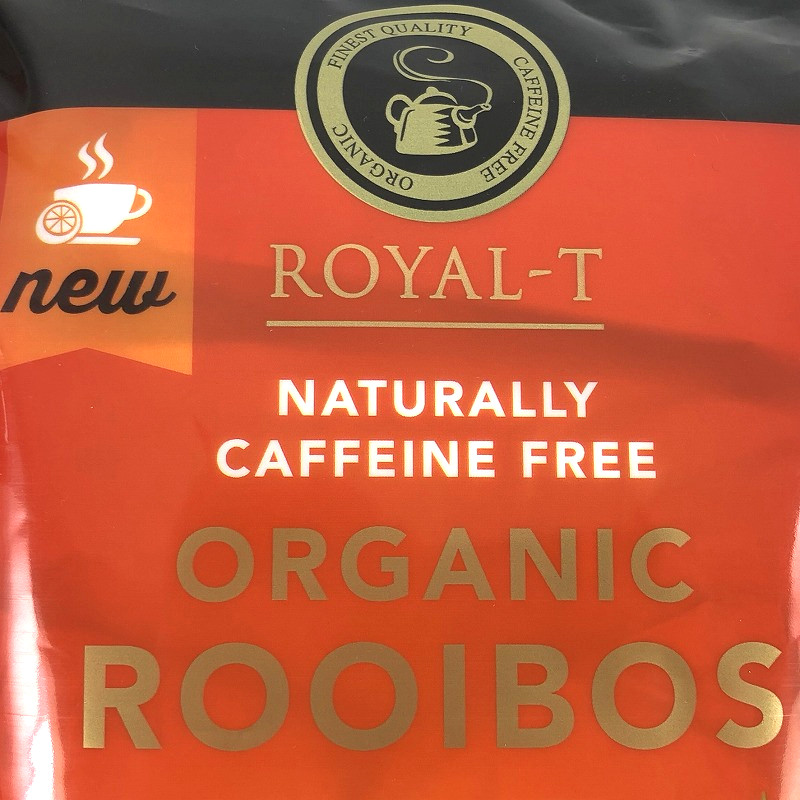 FINEST QUALITY
CAFFEINE FREE
ORGANIC
new
ROYAL-T
NATURALLY
CAFFEINE FREE
ORGANIC
ROOIBOS